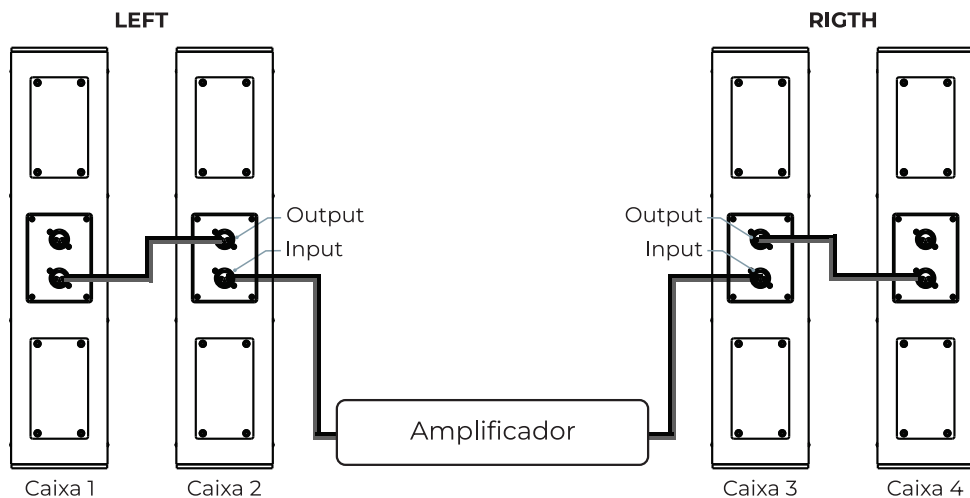 LEFT
RIGTH
Output
Input
Output
Input
Amplificador
Caixa 1
Caixa 2
Caixa 3
Caixa 4